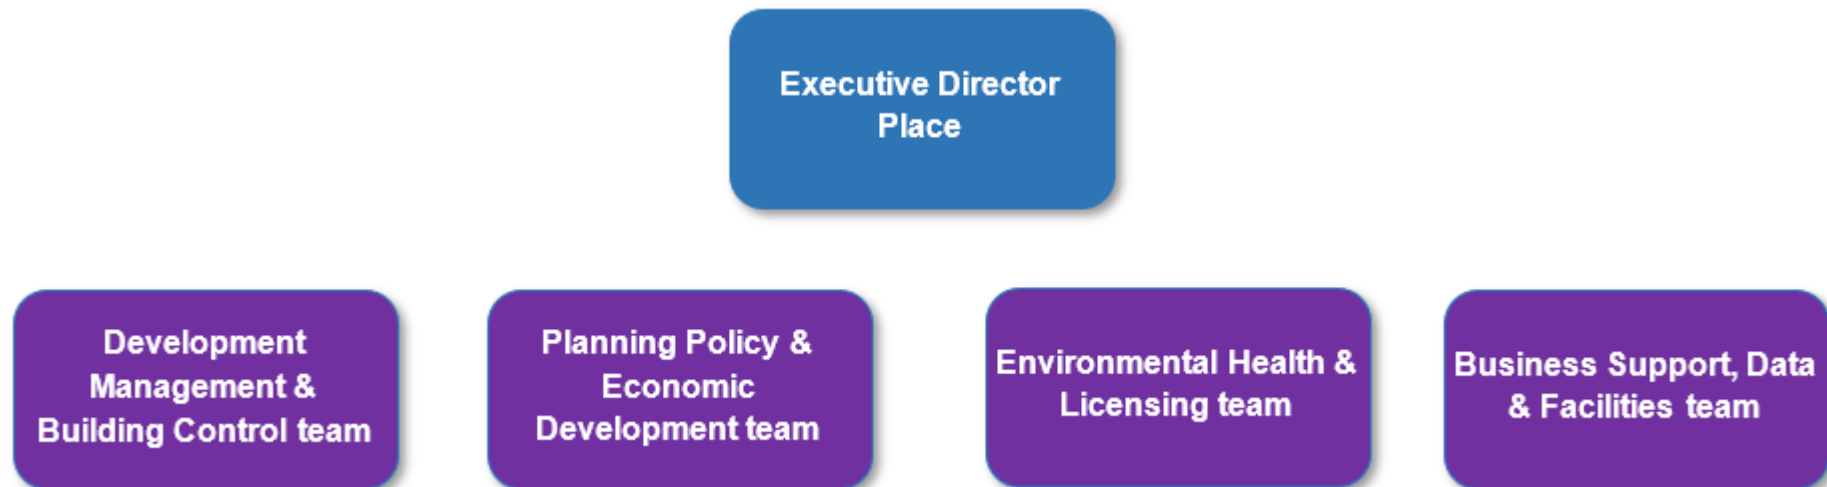 Executive Director
Place
Development
Management &
Building Control team
Planning Policy &
Economic
Development team
Environmental Health &
Licensing team
Business Support, Data
& Facilities team